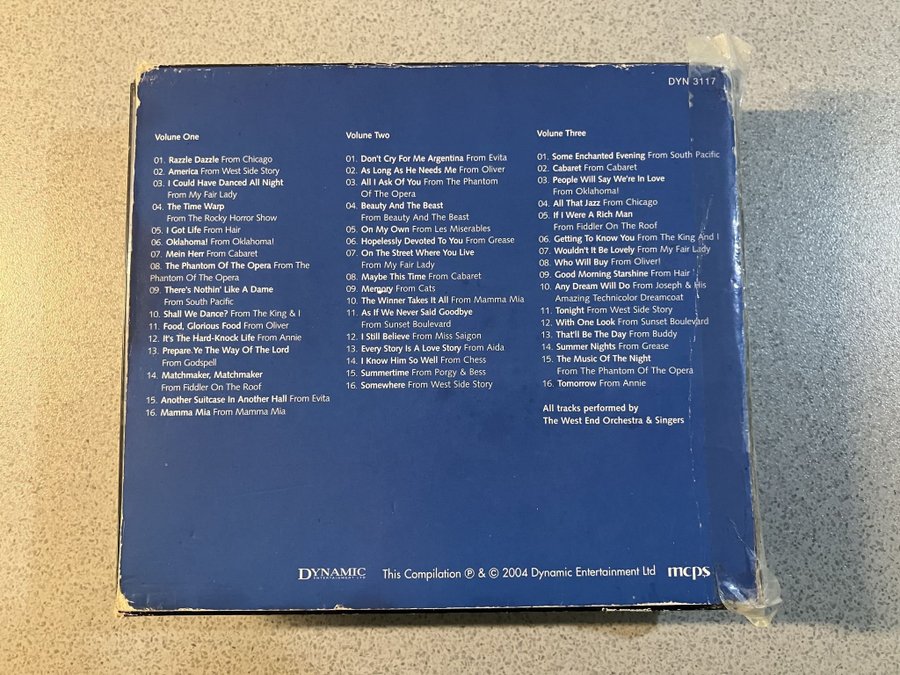 DYN 3117
Volume One
01. Razzle Dazzle From Chicago
02. America From West Side Story
03. I Could Have Danced All Night
From My Fair Lady
04. The Time Warp
From The Rocky Horror Show
05. I Got Life From Hair
06. Oklahoma! From Oklahoma!
07. Mein Herr From Cabaret
08. The Phantom Of The Opera From The
Phantom Of The Opera
09. There's Nothin' Like A Dame
From South Pacific
10. Shall We Dance? From The King & I
11. Food, Glorious Food From Oliver
12. It's The Hard-Knock Life From Annie
13. Prepare Ye The Way Of The Lord
From Godspell
14. Matchmaker, Matchmaker
From Fiddler On The Roof
15. Another Suitcase In Another Hall From Evita
16. Mamma Mia From Mamma Mia
Volume Two
01. Don't Cry For Me Argentina From Evita
02. As Long As He Needs Me From Oliver
03. All I Ask Of You From The Phantom
Of The Opera
04. Beauty And The Beast
From Beauty And The Beast
05. On My Own From Les Miserables
06. Hopelessly Devoted To You From Grease
07. On The Street Where You Live
From My Fair Lady
08. Maybe This Time From Cabaret
09. Memory From Cats
10. The Winner Takes It All From Mamma Mia
11. As If We Never Said Goodbye
From Sunset Boulevard
12. I Still Believe From Miss Saigon
13. Every Story Is A Love Story From Aida
14. I Know Him So Well From Chess
15. Summertime From Porgy & Bess
16. Somewhere From West Side Story
Volume Three
01. Some Enchanted Evening From South Pacific
02. Cabaret From Cabaret
03. People Will Say We're In Love
From Oklahoma!
04. All That Jazz From Chicago
05. If I Were A Rich Man
From Fiddler On The Roof
06. Getting To Know You From The King And I
07. Wouldn't It Be Lovely From My Fair Lady
08. Who Will Buy From Oliver!
09. Good Morning Starshine From Hair
10. Any Dream Will Do From Joseph & His
Amazing Technicolor Dreamcoat
11. Tonight From West Side Story
12. With One Look From Sunset Boulevard
13. That'll Be The Day From Buddy
14. Summer Nights From Grease
15. The Music Of The Night
From The Phantom Of The Opera
16. Tomorrow From Annie
All tracks performed by
The West End Orchestra & Singers
DYNAMIC
ENTERTAINMENT LTD
This Compilation ℗ & © 2004 Dynamic Entertainment Ltd
mcps